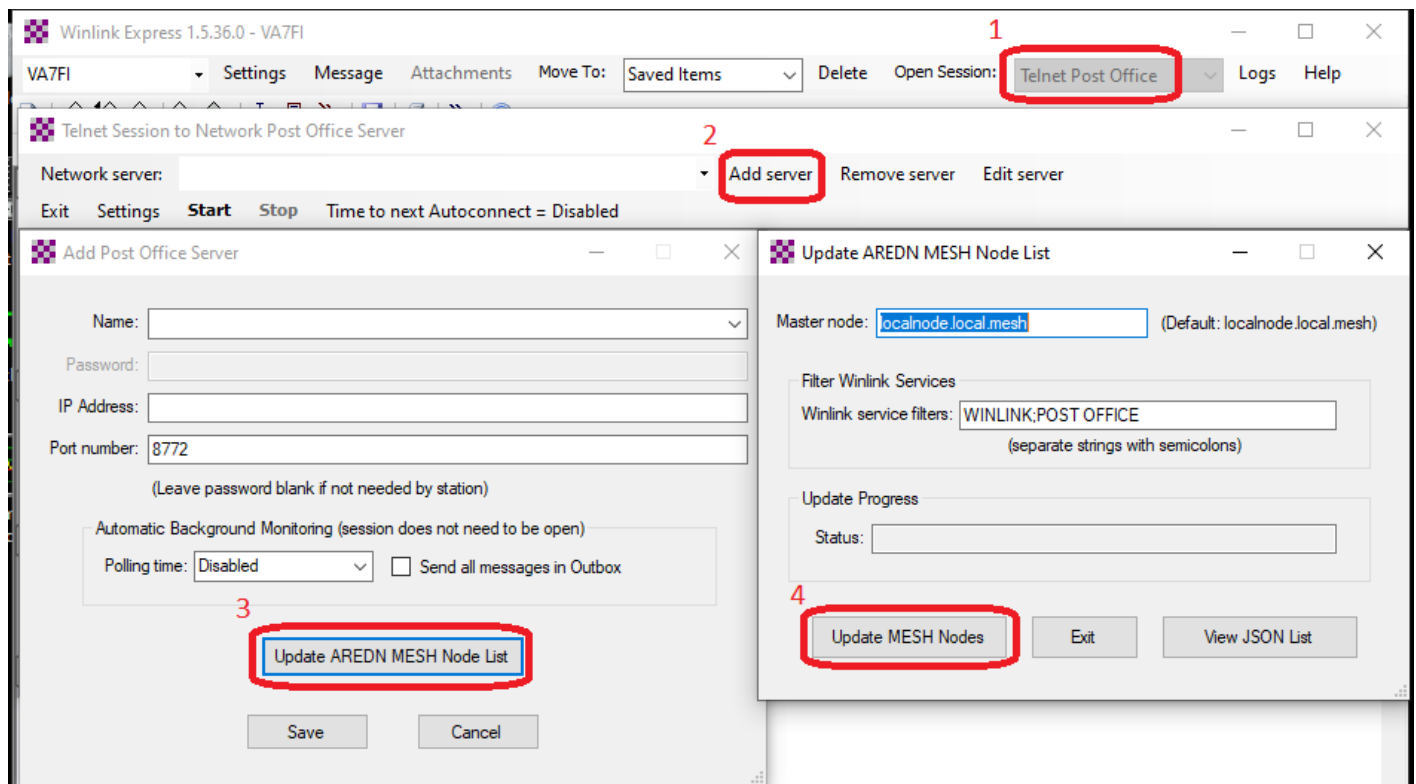 Winlink Express 1.5.36.0 - VA7FI
1
VA7FI Settings Message Attachments Move To: Saved Items Delete Open Session: Telnet Post Office Logs Help
Telnet Session to Network Post Office Server
2
Network server: Add server Remove server Edit server
Exit Settings Start Stop Time to next Autoconnect = Disabled
Add Post Office Server
Name:
Password:
IP Address:
Port number: 8772
(Leave password blank if not needed by station)
Automatic Background Monitoring (session does not need to be open)
Polling time: Disabled Send all messages in Outbox
3
Update AREDN MESH Node List
Save Cancel
Update AREDN MESH Node List
Master node: localnode.local.mesh (Default: localnode.local.mesh)
Filter Winlink Services
Winlink service filters: WINLINK;POST OFFICE
(separate strings with semicolons)
Update Progress
Status:
4
Update MESH Nodes Exit View JSON List